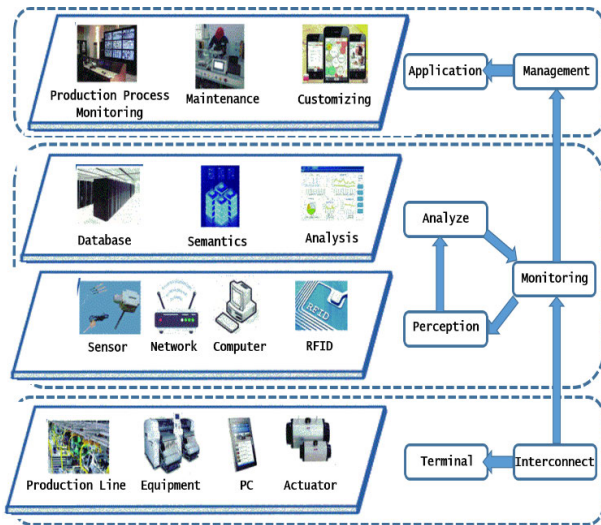 Production Process
Monitoring
Maintenance
Customizing
Application
Management
Database
Semantics
Analysis
Analyze
Monitoring
Perception
Sensor
Network
Computer
RFID
RFID
Production Line
Equipment
PC
Actuator
Terminal
Interconnect